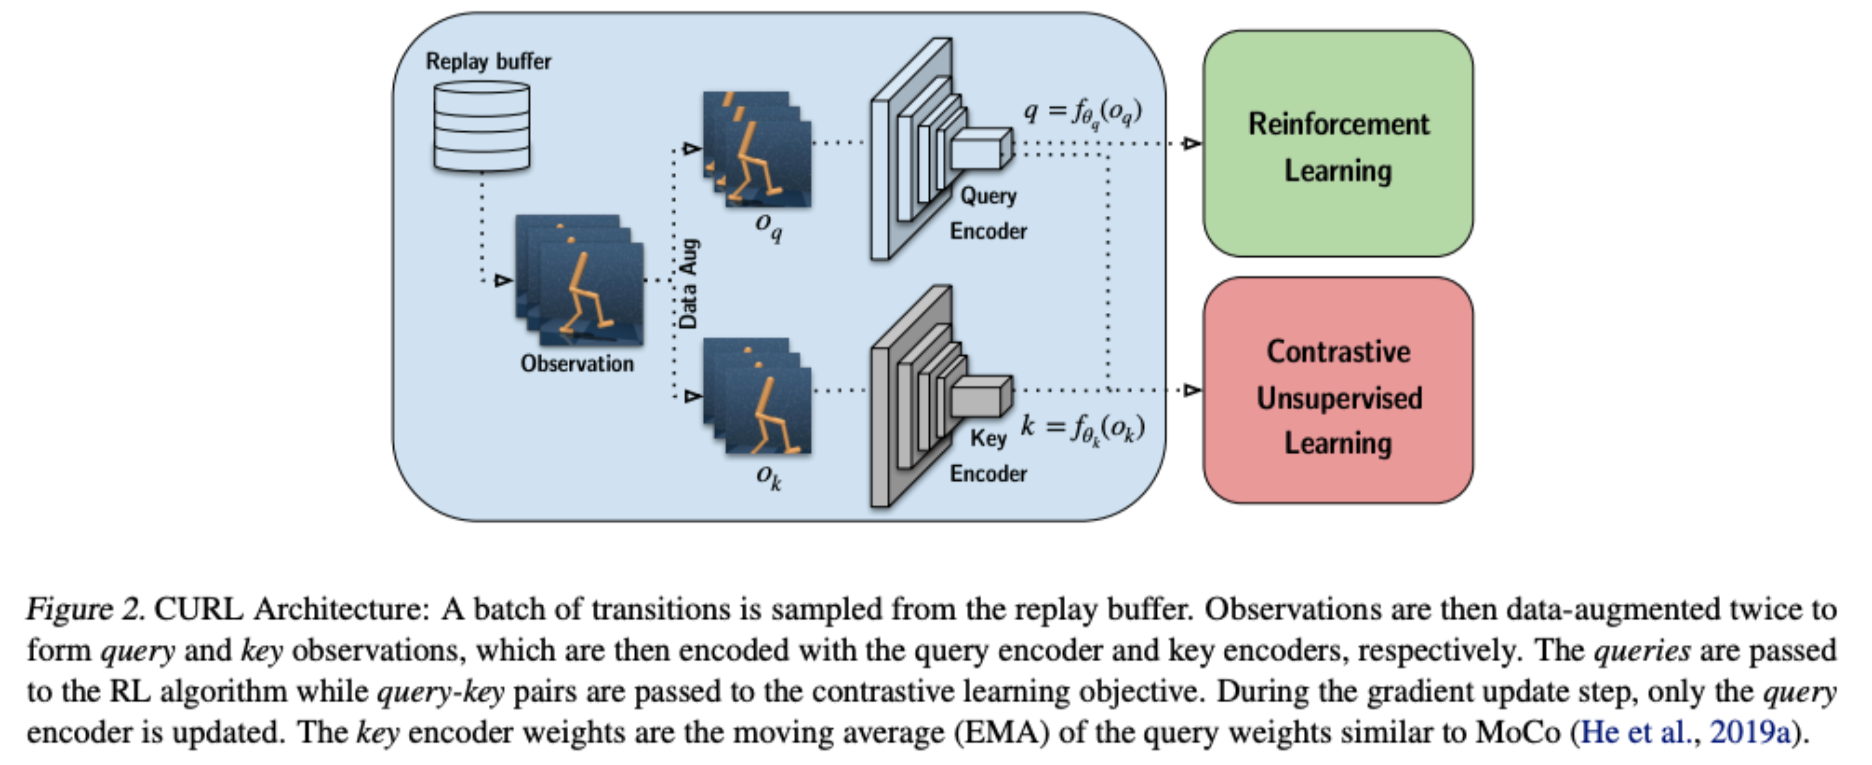 Replay buffer
Observation
Data Aug
o_q
o_k
q = f_{θ_q}(o_q)
Query
Encoder
k = f_{θ_k}(o_k)
Key
Encoder
Reinforcement
Learning
Contrastive
Unsupervised
Learning
Figure 2. CURL Architecture: A batch of transitions is sampled from the replay buffer. Observations are then data-augmented twice to
form query and key observations, which are then encoded with the query encoder and key encoders, respectively. The queries are passed
to the RL algorithm while query-key pairs are passed to the contrastive learning objective. During the gradient update step, only the query
encoder is updated. The key encoder weights are the moving average (EMA) of the query weights similar to MoCo (He et al., 2019a).